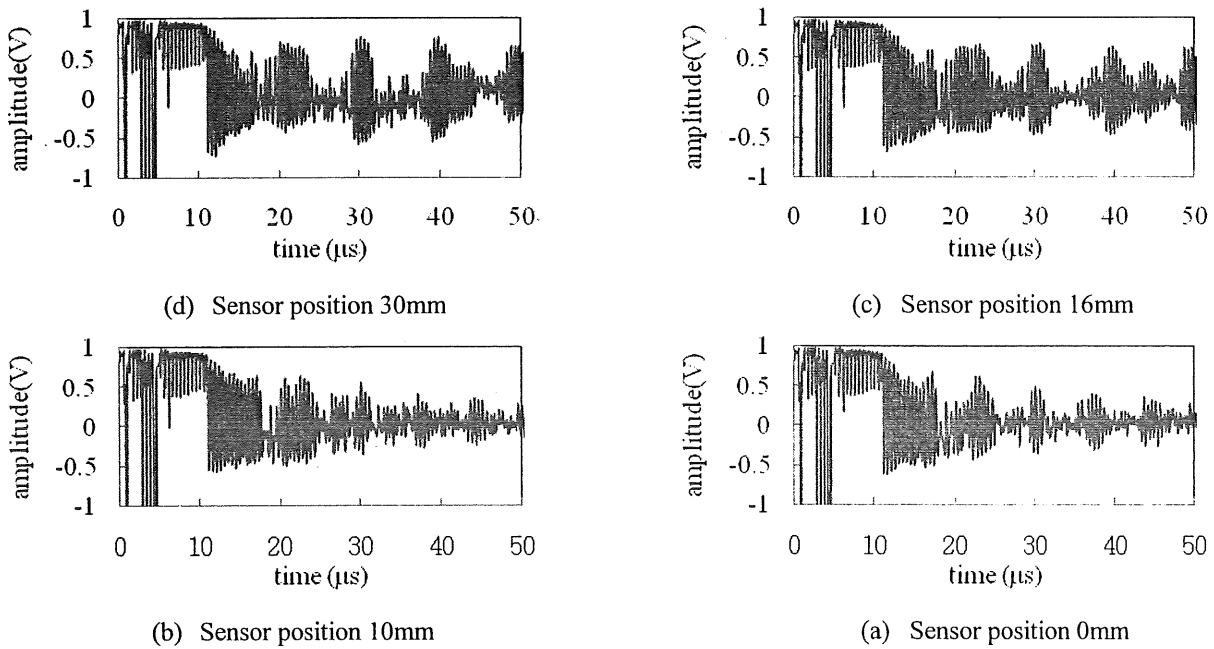 amplitude(V)
1
0.5
0
-0.5
-1
0 10 20 30 40 50
time (μs)
(d) Sensor position 30mm
amplitude(V)
1
0.5
0
-0.5
-1
0 10 20 30 40 50
time (μs)
(c) Sensor position 16mm
amplitude(V)
1
0.5
0
-0.5
-1
0 10 20 30 40 50
time (μs)
(b) Sensor position 10mm
amplitude(V)
1
0.5
0
-0.5
-1
0 10 20 30 40 50
time (μs)
(a) Sensor position 0mm